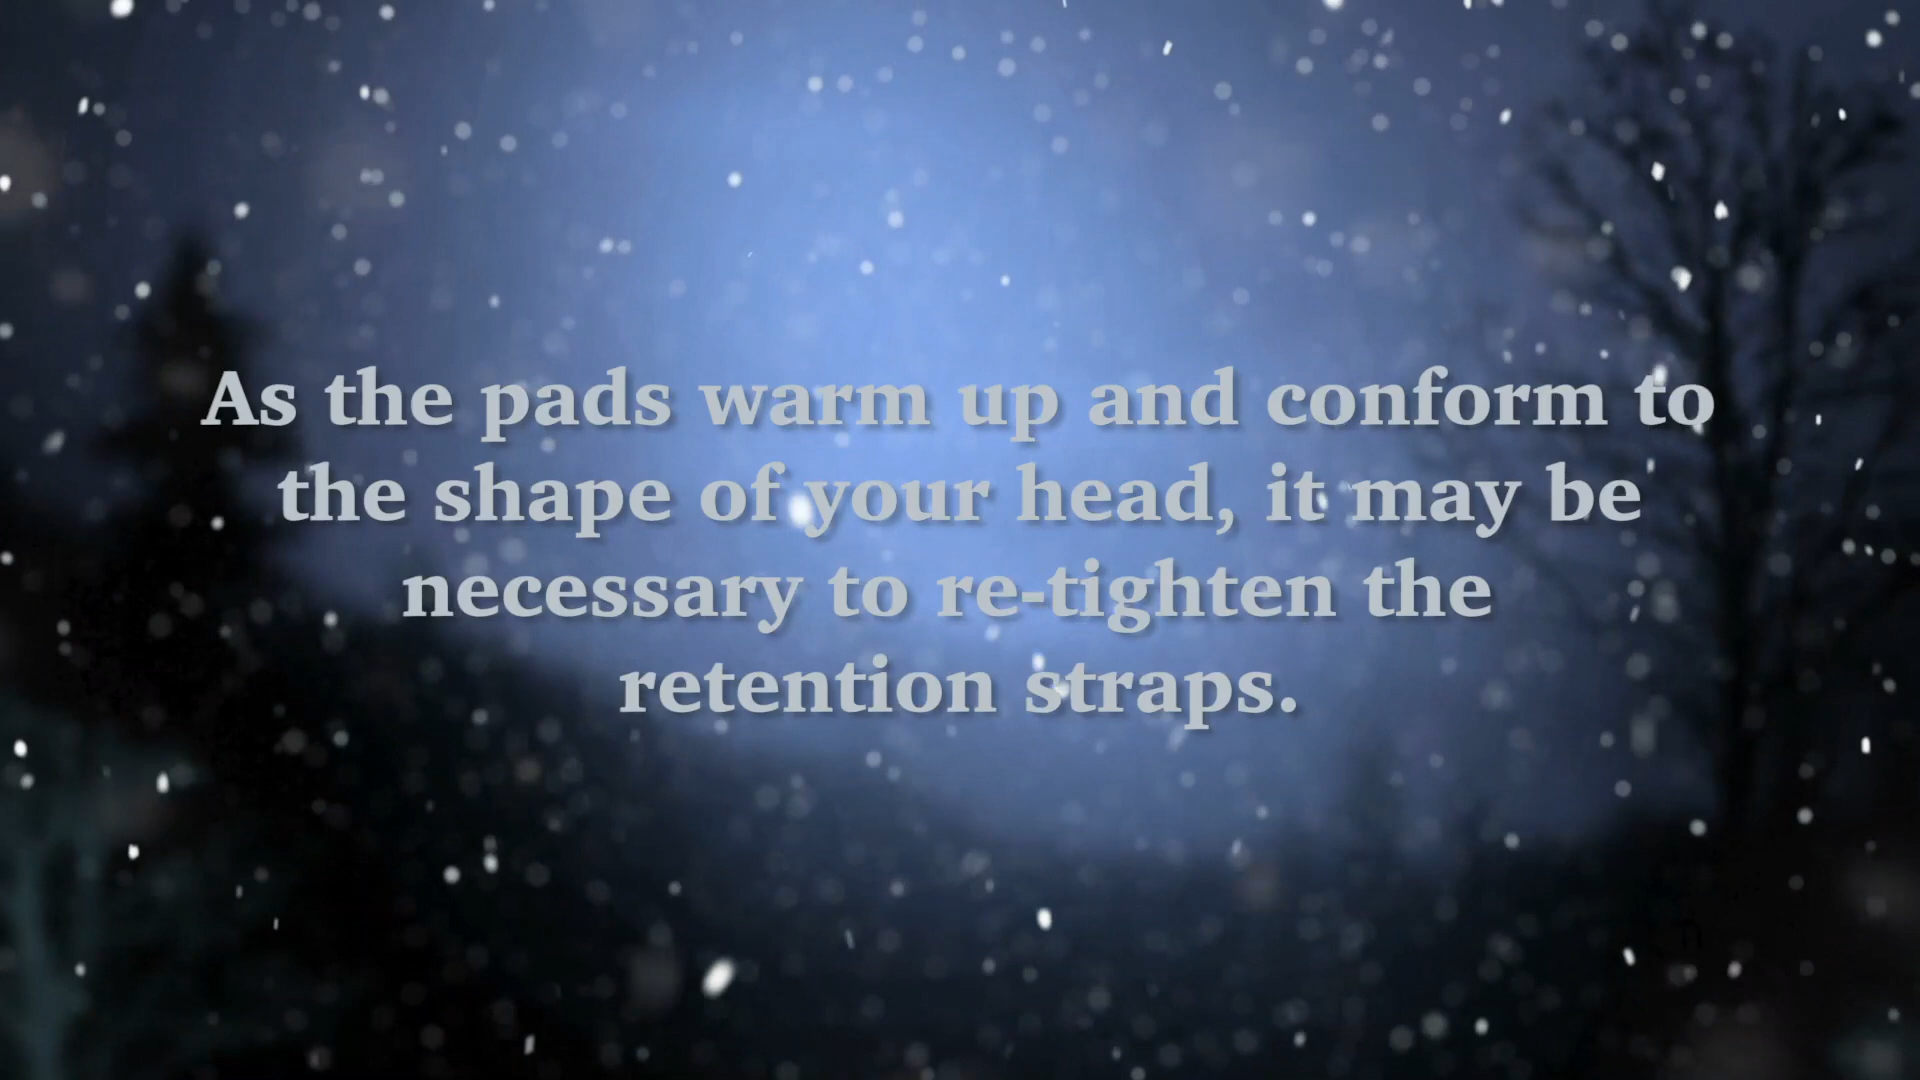 As the pads warm up and conform to
the shape of your head, it may be
necessary to re-tighten the
retention straps.